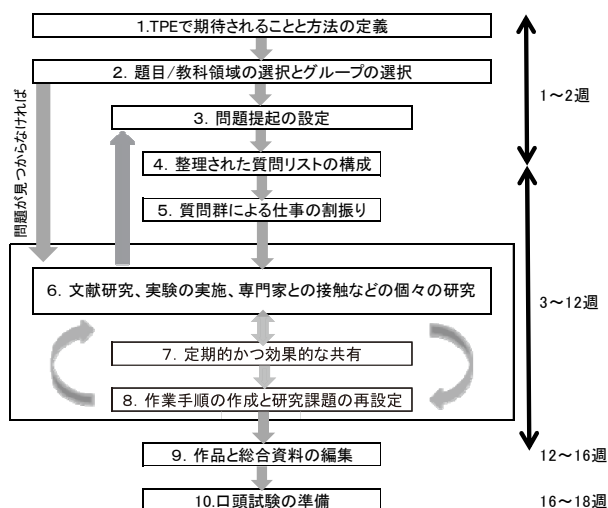 1.TPEで期待されることと方法の定義
2. 題目/教科領域の選択とグループの選択
問題が見つからなければ
1～2週
3. 問題提起の設定
4. 整理された質問リストの構成
5. 質問群による仕事の割振り
6. 文献研究、実験の実施、専門家との接触などの個々の研究
3～12週
7. 定期的かつ効果的な共有
8. 作業手順の作成と研究課題の再設定
9. 作品と総合資料の編集
12～16週
10.口頭試験の準備
16～18週